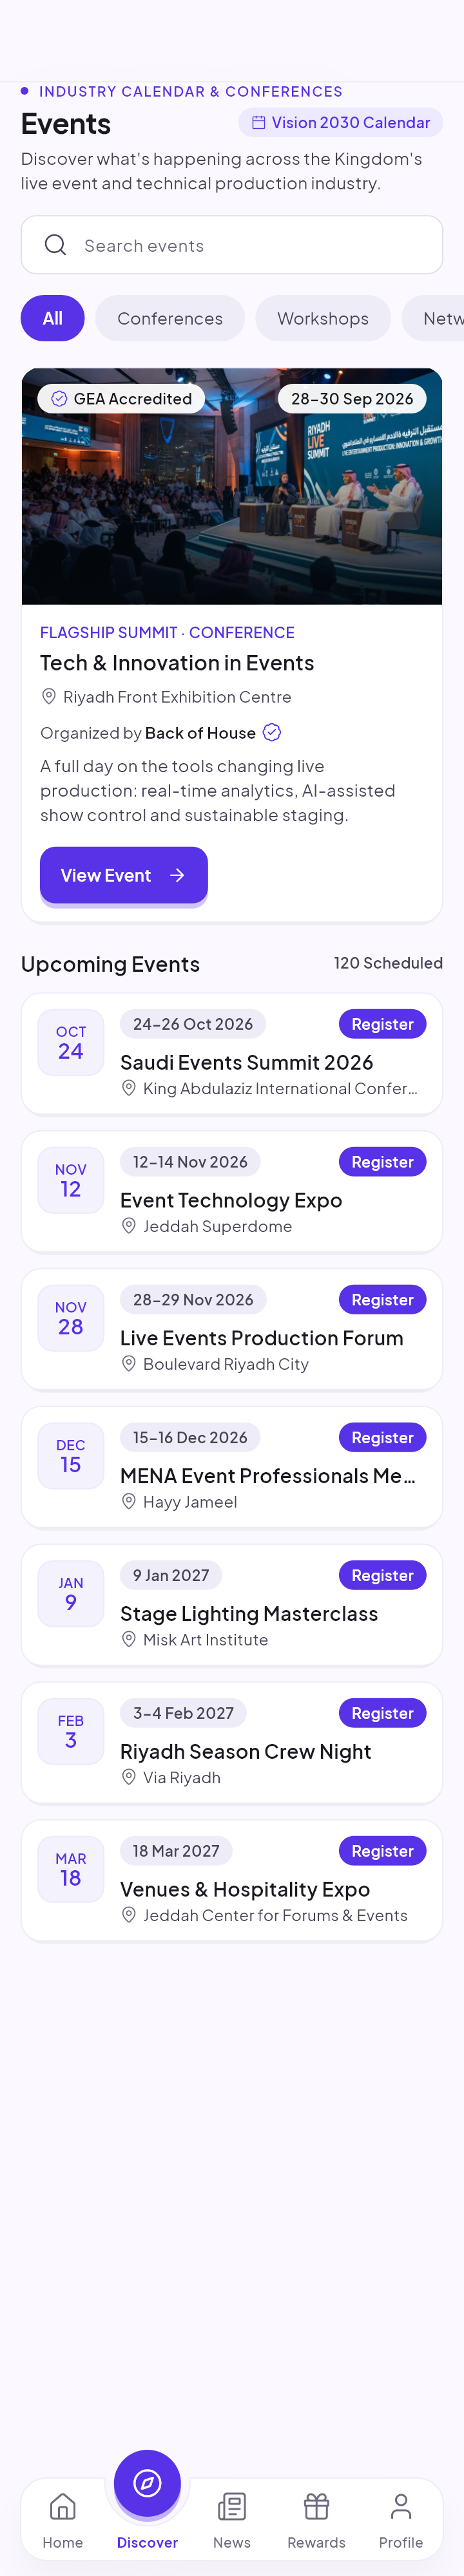 INDUSTRY CALENDAR & CONFERENCES
Events
Vision 2030 Calendar
Discover what's happening across the Kingdom's
live event and technical production industry.
Search events
All
Conferences
Workshops
Netw
GEA Accredited
28–30 Sep 2026
RIYADH
LIVE
SUMMIT
FLAGSHIP SUMMIT · CONFERENCE
Tech & Innovation in Events
Riyadh Front Exhibition Centre
Organized by Back of House
A full day on the tools changing live
production: real-time analytics, AI-assisted
show control and sustainable staging.
View Event
Upcoming Events
120 Scheduled
OCT
24
24–26 Oct 2026
Register
Saudi Events Summit 2026
King Abdulaziz International Confer...
NOV
12
12–14 Nov 2026
Register
Event Technology Expo
Jeddah Superdome
NOV
28
28–29 Nov 2026
Register
Live Events Production Forum
Boulevard Riyadh City
DEC
15
15–16 Dec 2026
Register
MENA Event Professionals Me...
Hayy Jameel
JAN
9
9 Jan 2027
Register
Stage Lighting Masterclass
Misk Art Institute
FEB
3
3–4 Feb 2027
Register
Riyadh Season Crew Night
Via Riyadh
MAR
18
18 Mar 2027
Register
Venues & Hospitality Expo
Jeddah Center for Forums & Events
Home
Discover
News
Rewards
Profile